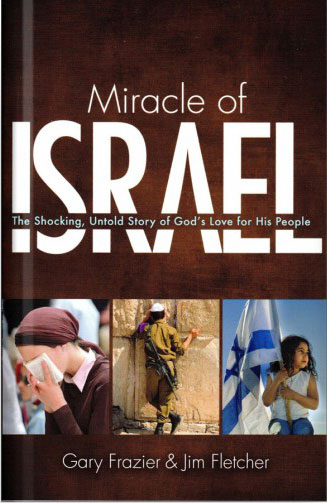 Miracle of
ISRAEL
The Shocking, Untold Story of God's Love for His People
Gary Frazier & Jim Fletcher